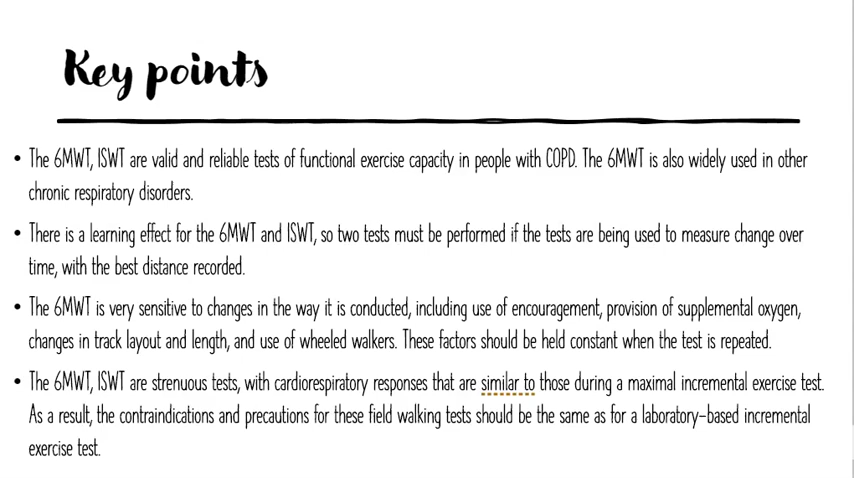 Key points
• The 6MWT, ISWT are valid and reliable tests of functional exercise capacity in people with COPD. The 6MWT is also widely used in other
chronic respiratory disorders.
• There is a learning effect for the 6MWT and ISWT, so two tests must be performed if the tests are being used to measure change over
time, with the best distance recorded.
• The 6MWT is very sensitive to changes in the way it is conducted, including use of encouragement, provision of supplemental oxygen,
changes in track layout and length, and use of wheeled walkers. These factors should be held constant when the test is repeated.
• The 6MWT, ISWT are strenuous tests, with cardiorespiratory responses that are similar to those during a maximal incremental exercise test.
As a result, the contraindications and precautions for these field walking tests should be the same as for a laboratory-based incremental
exercise test.